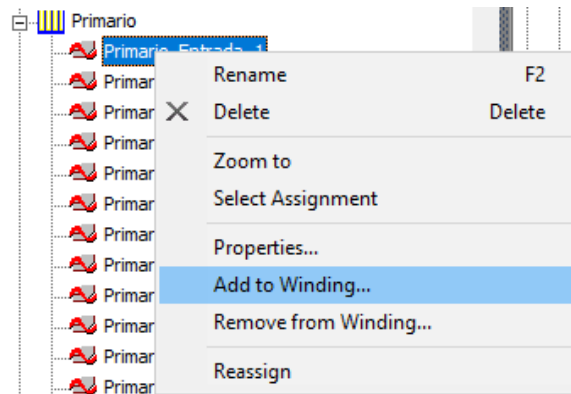 Primario
Primario_Entrada_1
Rename F2
Primar
Delete Delete
Primar
Primar
Zoom to
Primar
Select Assignment
Primar
Primar
Properties...
Primar
Add to Winding...
Primar
Remove from Winding...
Primar
Primar
Reassign
Primar